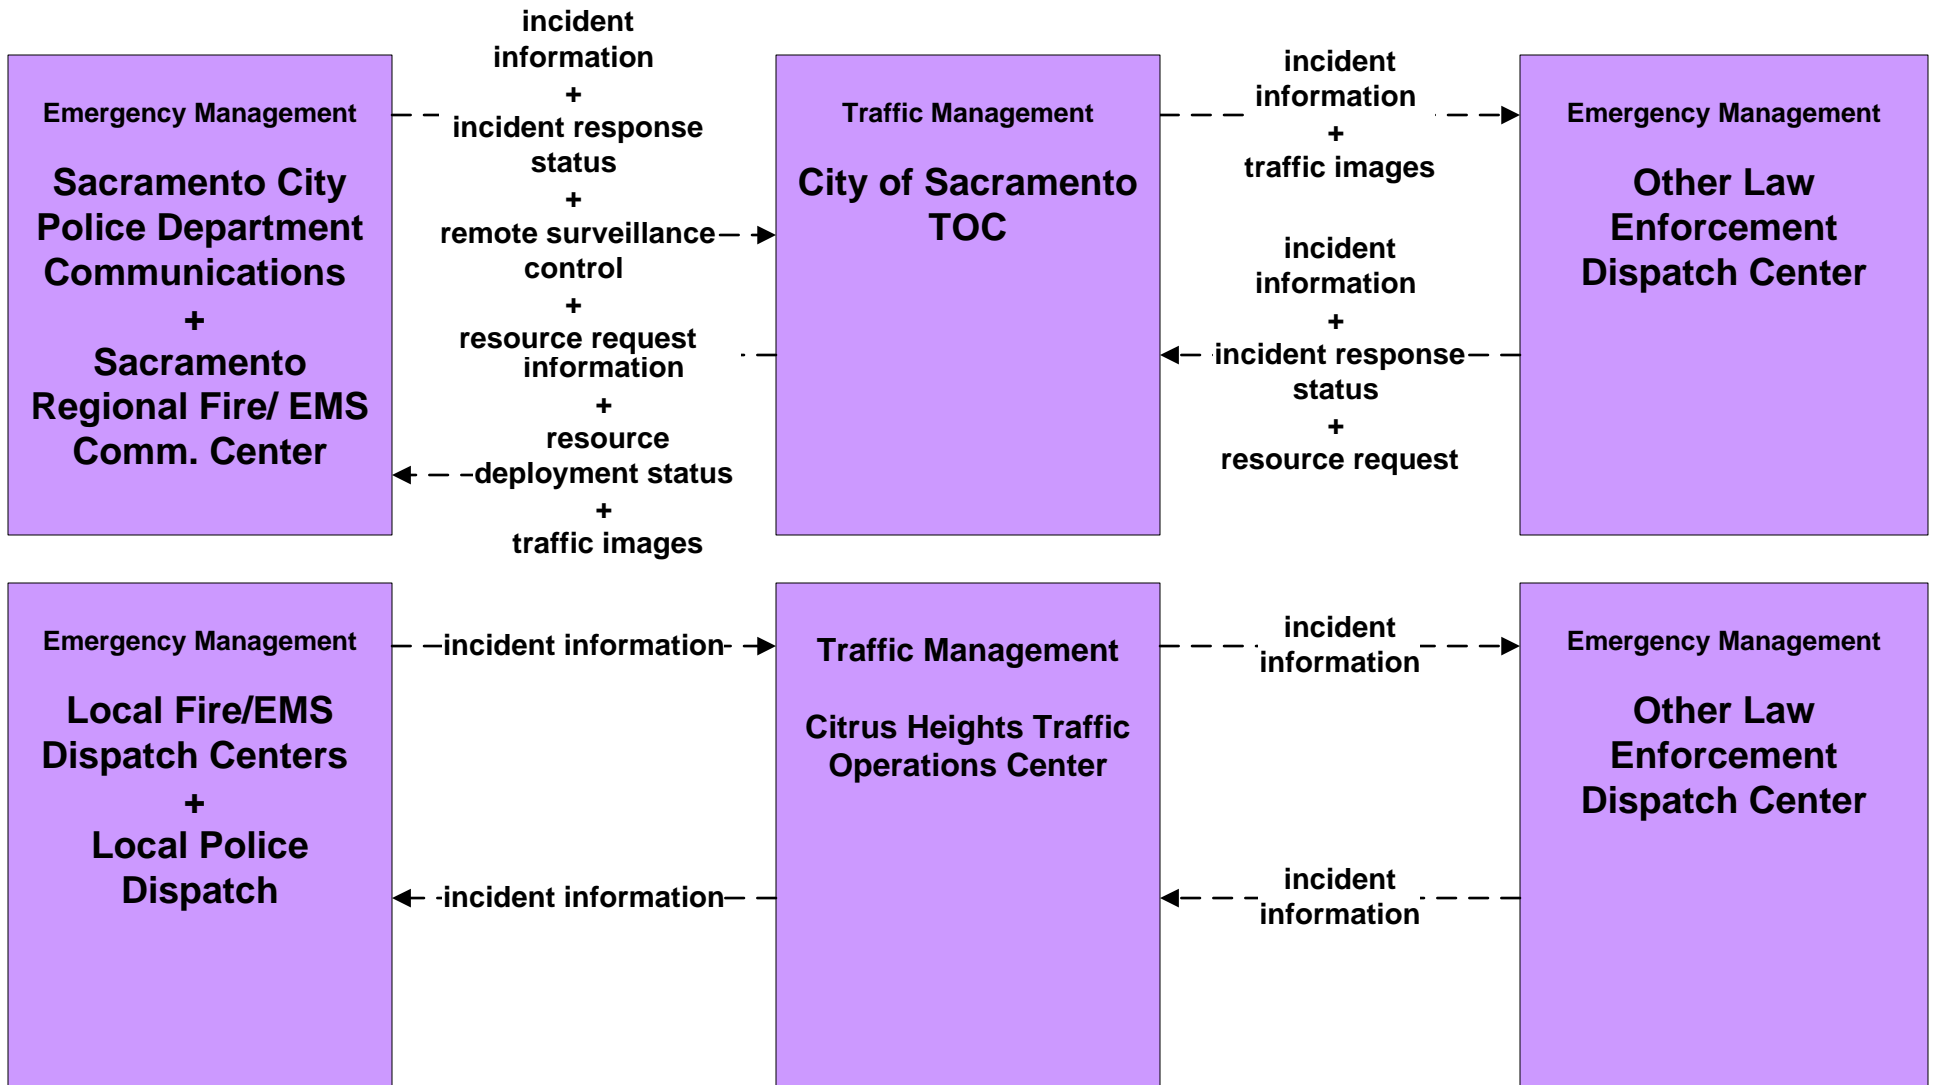 Emergency Management
Sacramento City
Police Department
Communications
+
Sacramento
Regional Fire/ EMS
Comm. Center
incident
information
+
incident response
status
+
remote surveillance
control
+
resource request
information
+
resource
deployment status
+
traffic images
Traffic Management
City of Sacramento
TOC
incident
information
+
traffic images
incident
information
+
incident response
status
+
resource request
Emergency Management
Other Law
Enforcement
Dispatch Center
Emergency Management
Local Fire/EMS
Dispatch Centers
+
Local Police
Dispatch
incident information
incident information
Traffic Management
Citrus Heights Traffic
Operations Center
incident
information
incident
information
Emergency Management
Other Law
Enforcement
Dispatch Center